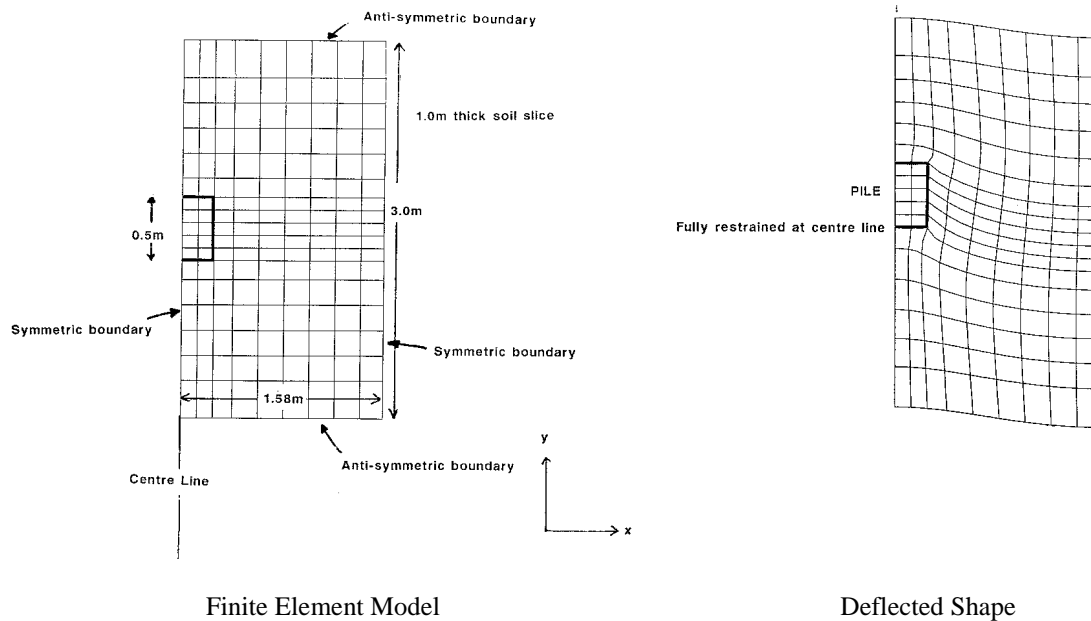 Anti-symmetric boundary
1.0m thick soil slice
3.0m
0.5m
Symmetric boundary
Symmetric boundary
1.58m
Anti-symmetric boundary
Centre Line
y
x
PILE
Fully restrained at centre line
Finite Element Model
Deflected Shape